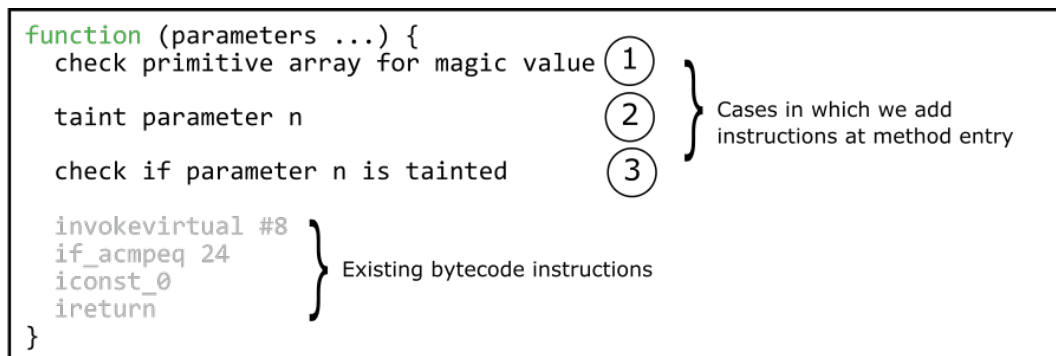 function (parameters ...) {
check primitive array for magic value 1
taint parameter n 2
check if parameter n is tainted 3
Cases in which we add
instructions at method entry
invokevirtual #8
if_acmpeq 24
iconst_0
ireturn
Existing bytecode instructions
}